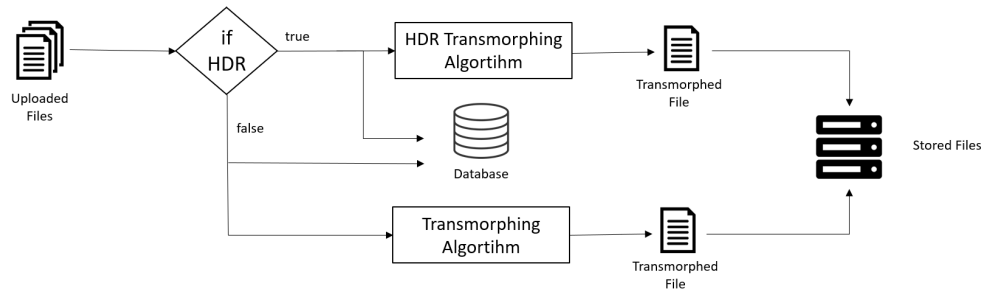 if
HDR
true
HDR Transmorphing
Algortihm
Uploaded
Files
Transmorphed
File
false
Database
Stored Files
Transmorphing
Algortihm
Transmorphed
File